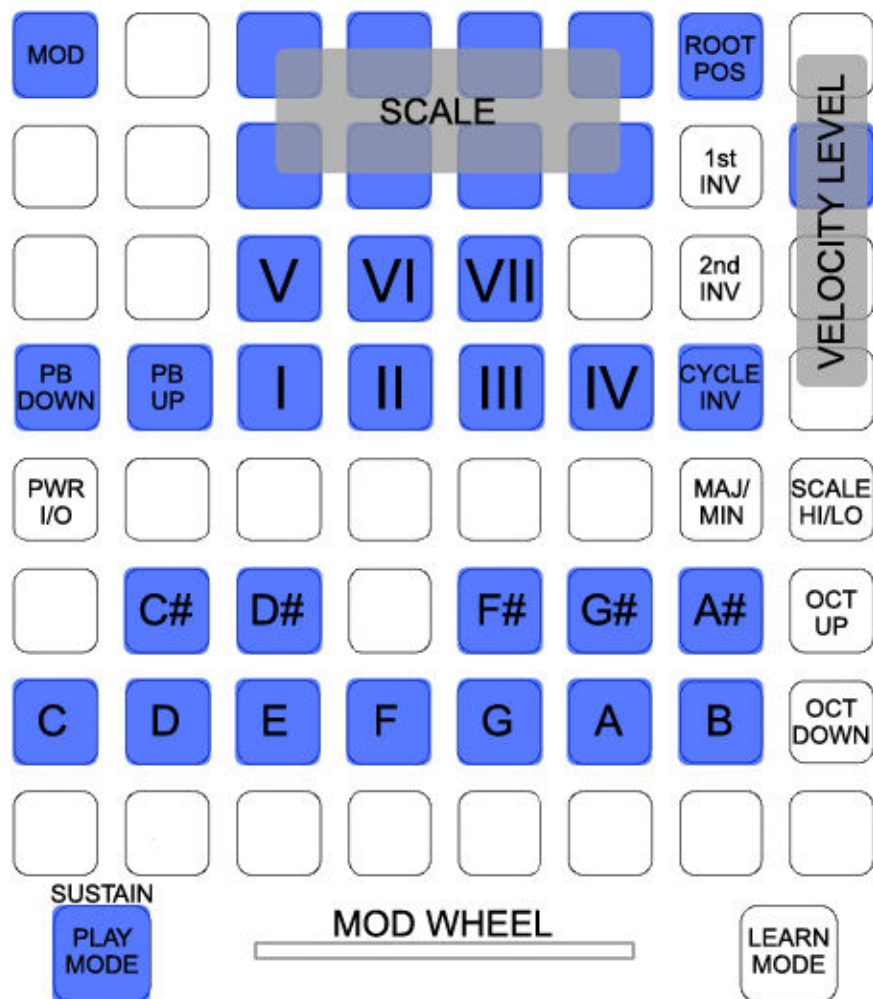 MOD
ROOT
POS
SCALE
VELOCITY LEVEL
1st
INV
V
VI
VII
2nd
INV
PB
DOWN
PB
UP
I
II
III
IV
CYCLE
INV
PWR
I/O
MAJ/
MIN
SCALE
HI/LO
C#
D#
F#
G#
A#
OCT
UP
C
D
E
F
G
A
B
OCT
DOWN
SUSTAIN
PLAY
MODE
MOD WHEEL
LEARN
MODE